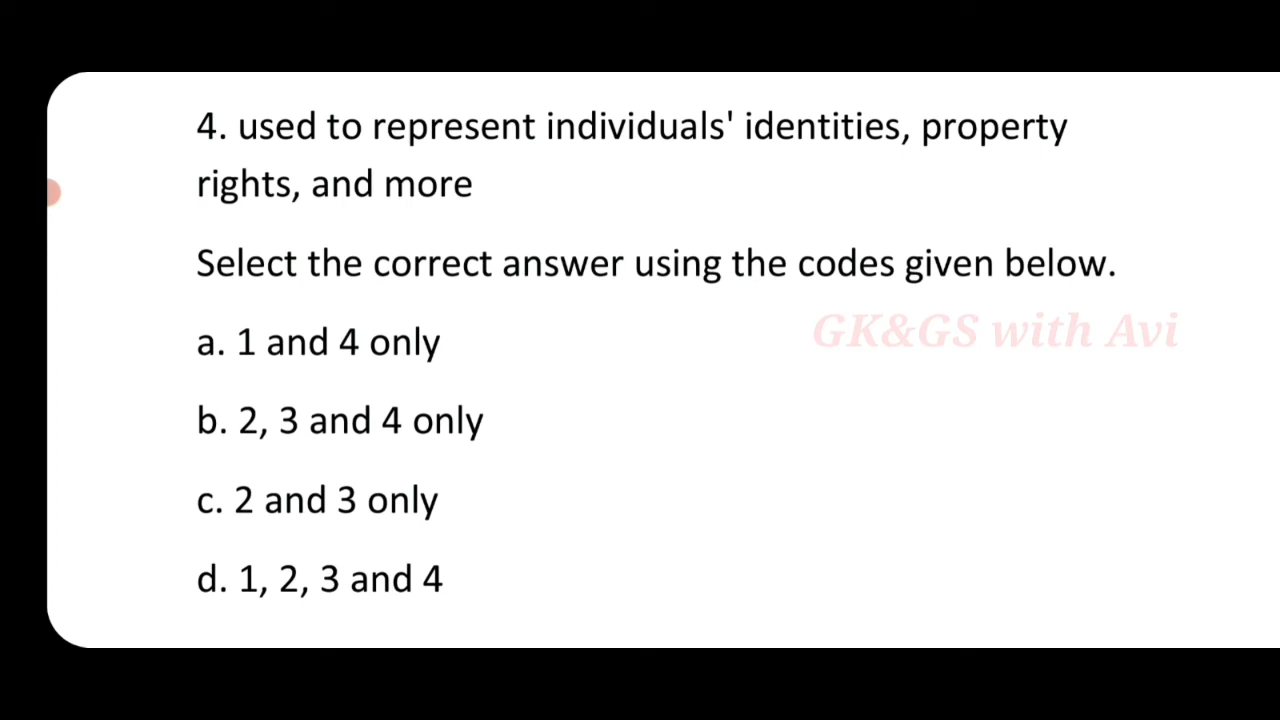 4. used to represent individuals' identities, property
rights, and more
Select the correct answer using the codes given below.
GK&GS with Avi
a. 1 and 4 only
b. 2, 3 and 4 only
c. 2 and 3 only
d. 1, 2, 3 and 4